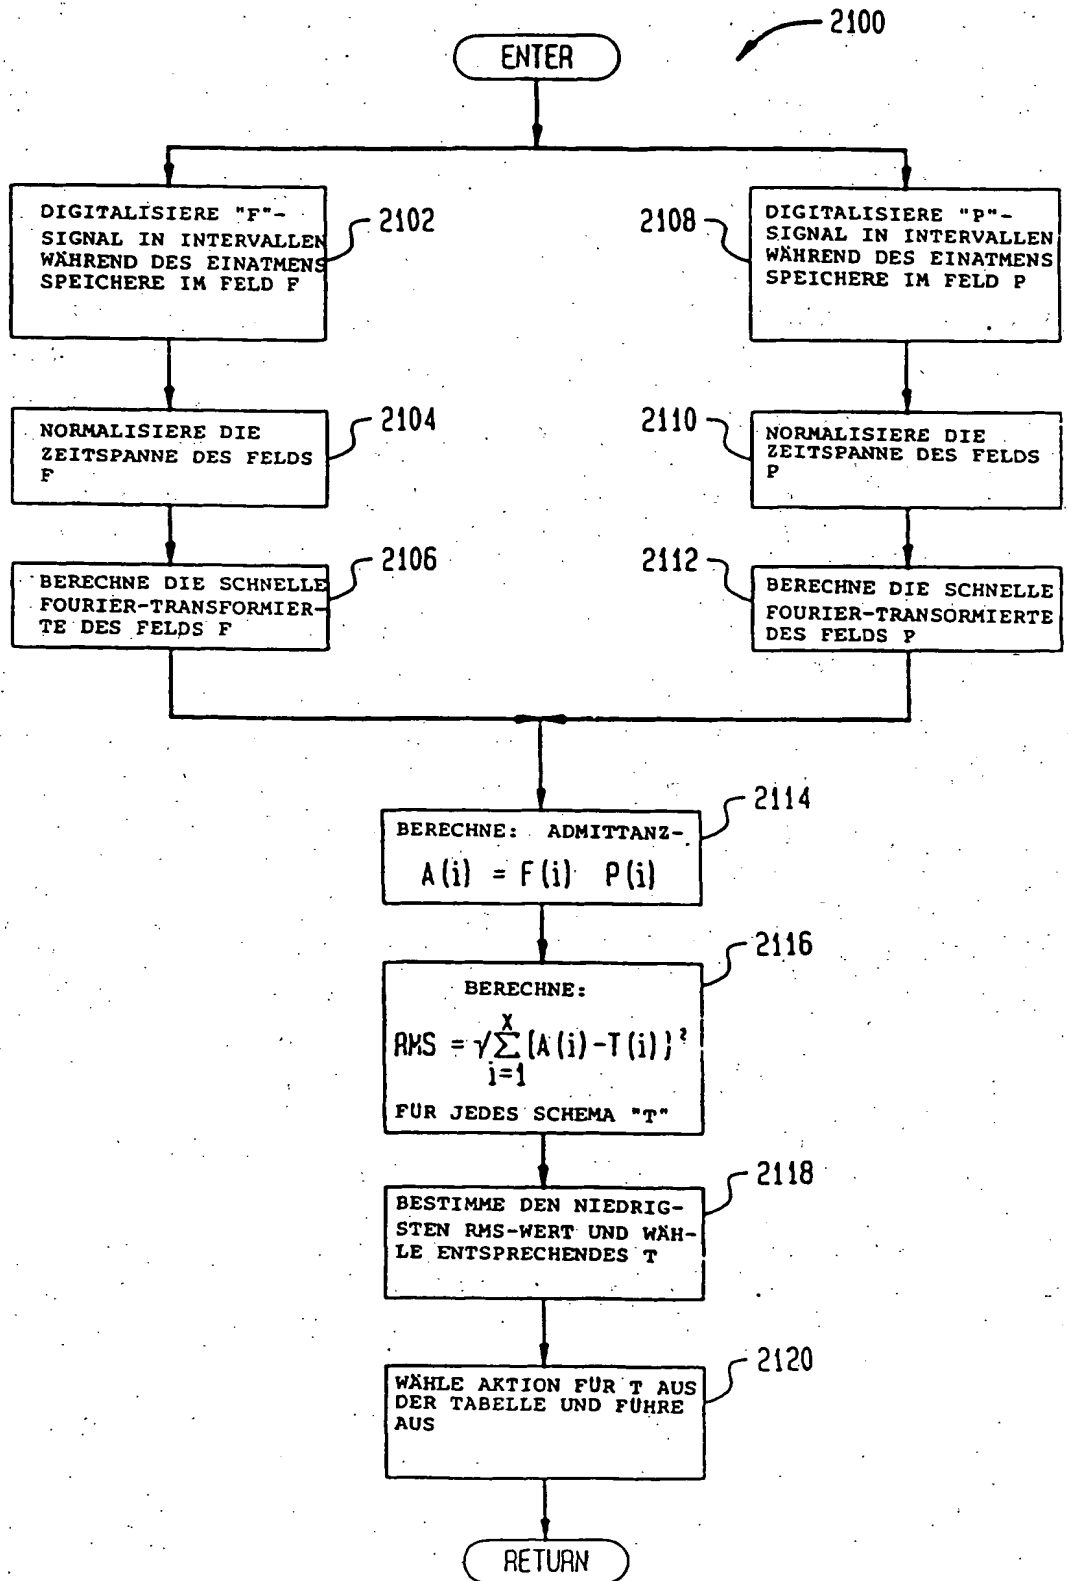 2100
ENTER
DIGITALISIERE "F"-
SIGNAL IN INTERVALLEN
WÄHREND DES EINATMENS
SPEICHERE IM FELD F
2102
2108
DIGITALISIERE "P"-
SIGNAL IN INTERVALLEN
WÄHREND DES EINATMENS
SPEICHERE IM FELD P
NORMALISIERE DIE
ZEITSPANNE DES FELDS
F
2104
2110
NORMALISIERE DIE
ZEITSPANNE DES FELDS
P
BERECHNE DIE SCHNELLE
FOURIER-TRANSFORMIER-
TE DES FELDS F
2106
2112
BERECHNE DIE SCHNELLE
FOURIER-TRANSORMIERTE
DES FELDS P
2114
BERECHNE: ADMITTANZ-
A(i) = F(i) P(i)
2116
BERECHNE:
RMS = √∑ X i=1 [A(i)-T(i)}²
FÜR JEDES SCHEMA "T"
2118
BESTIMME DEN NIEDRIG-
STEN RMS-WERT UND WÄH-
LE ENTSPRECHENDES T
2120
WÄHLE AKTION FÜR T AUS
DER TABELLE UND FÜHRE
AUS
RETURN